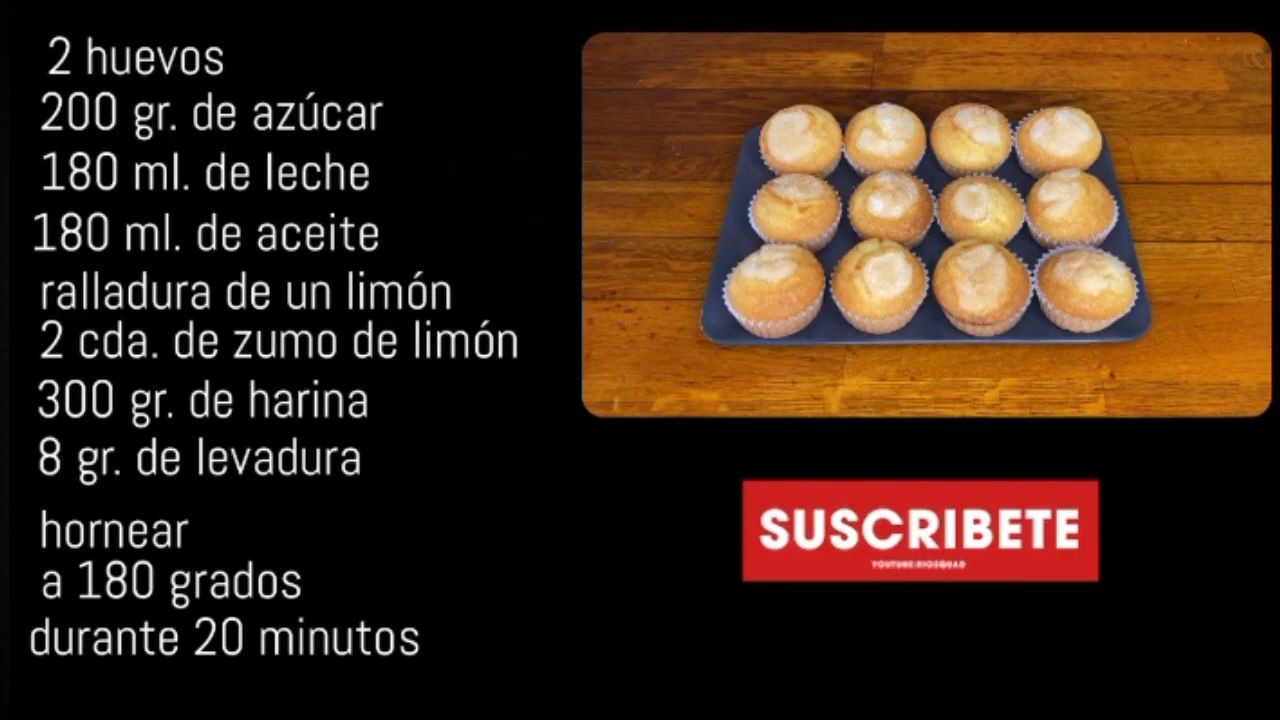 2 huevos
200 gr. de azúcar
180 ml. de leche
180 ml. de aceite
ralladura de un limón
2 cda. de zumo de limón
300 gr. de harina
8 gr. de levadura
hornear
a 180 grados
durante 20 minutos
SUSCRIBETE
YOUTUBE:RIOSQUAD